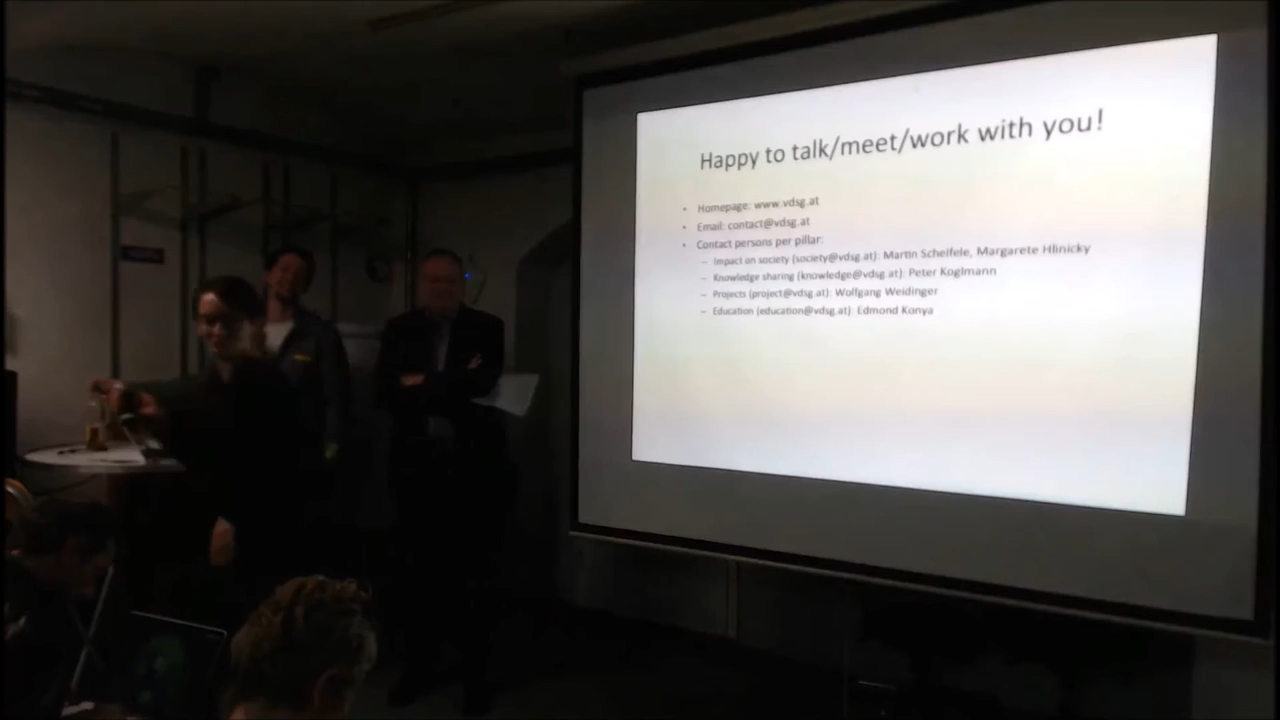 Happy to talk/meet/work with you!
• Homepage: www.vdsg.at
• Email: contact@vdsg.at
• Contact persons per pillar:
– Impact on society (society@vdsg.at): Martin Scheifele, Margarete Hlinicky
– Knowledge sharing (knowledge@vdsg.at): Peter Koglmann
– Projects (project@vdsg.at): Wolfgang Weidinger
– Education (education@vdsg.at): Edmond Konya